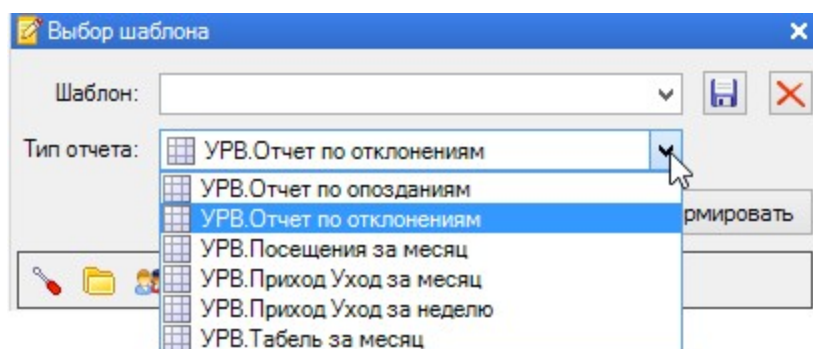 Выбор шаблона
Шаблон:
Тип отчета: УРВ.Отчет по отклонениям
УРВ.Отчет по опозданиям
УРВ.Отчет по отклонениям
рмировать
УРВ.Посещения за месяц
УРВ.Приход Уход за месяц
УРВ.Приход Уход за неделю
УРВ.Табель за месяц